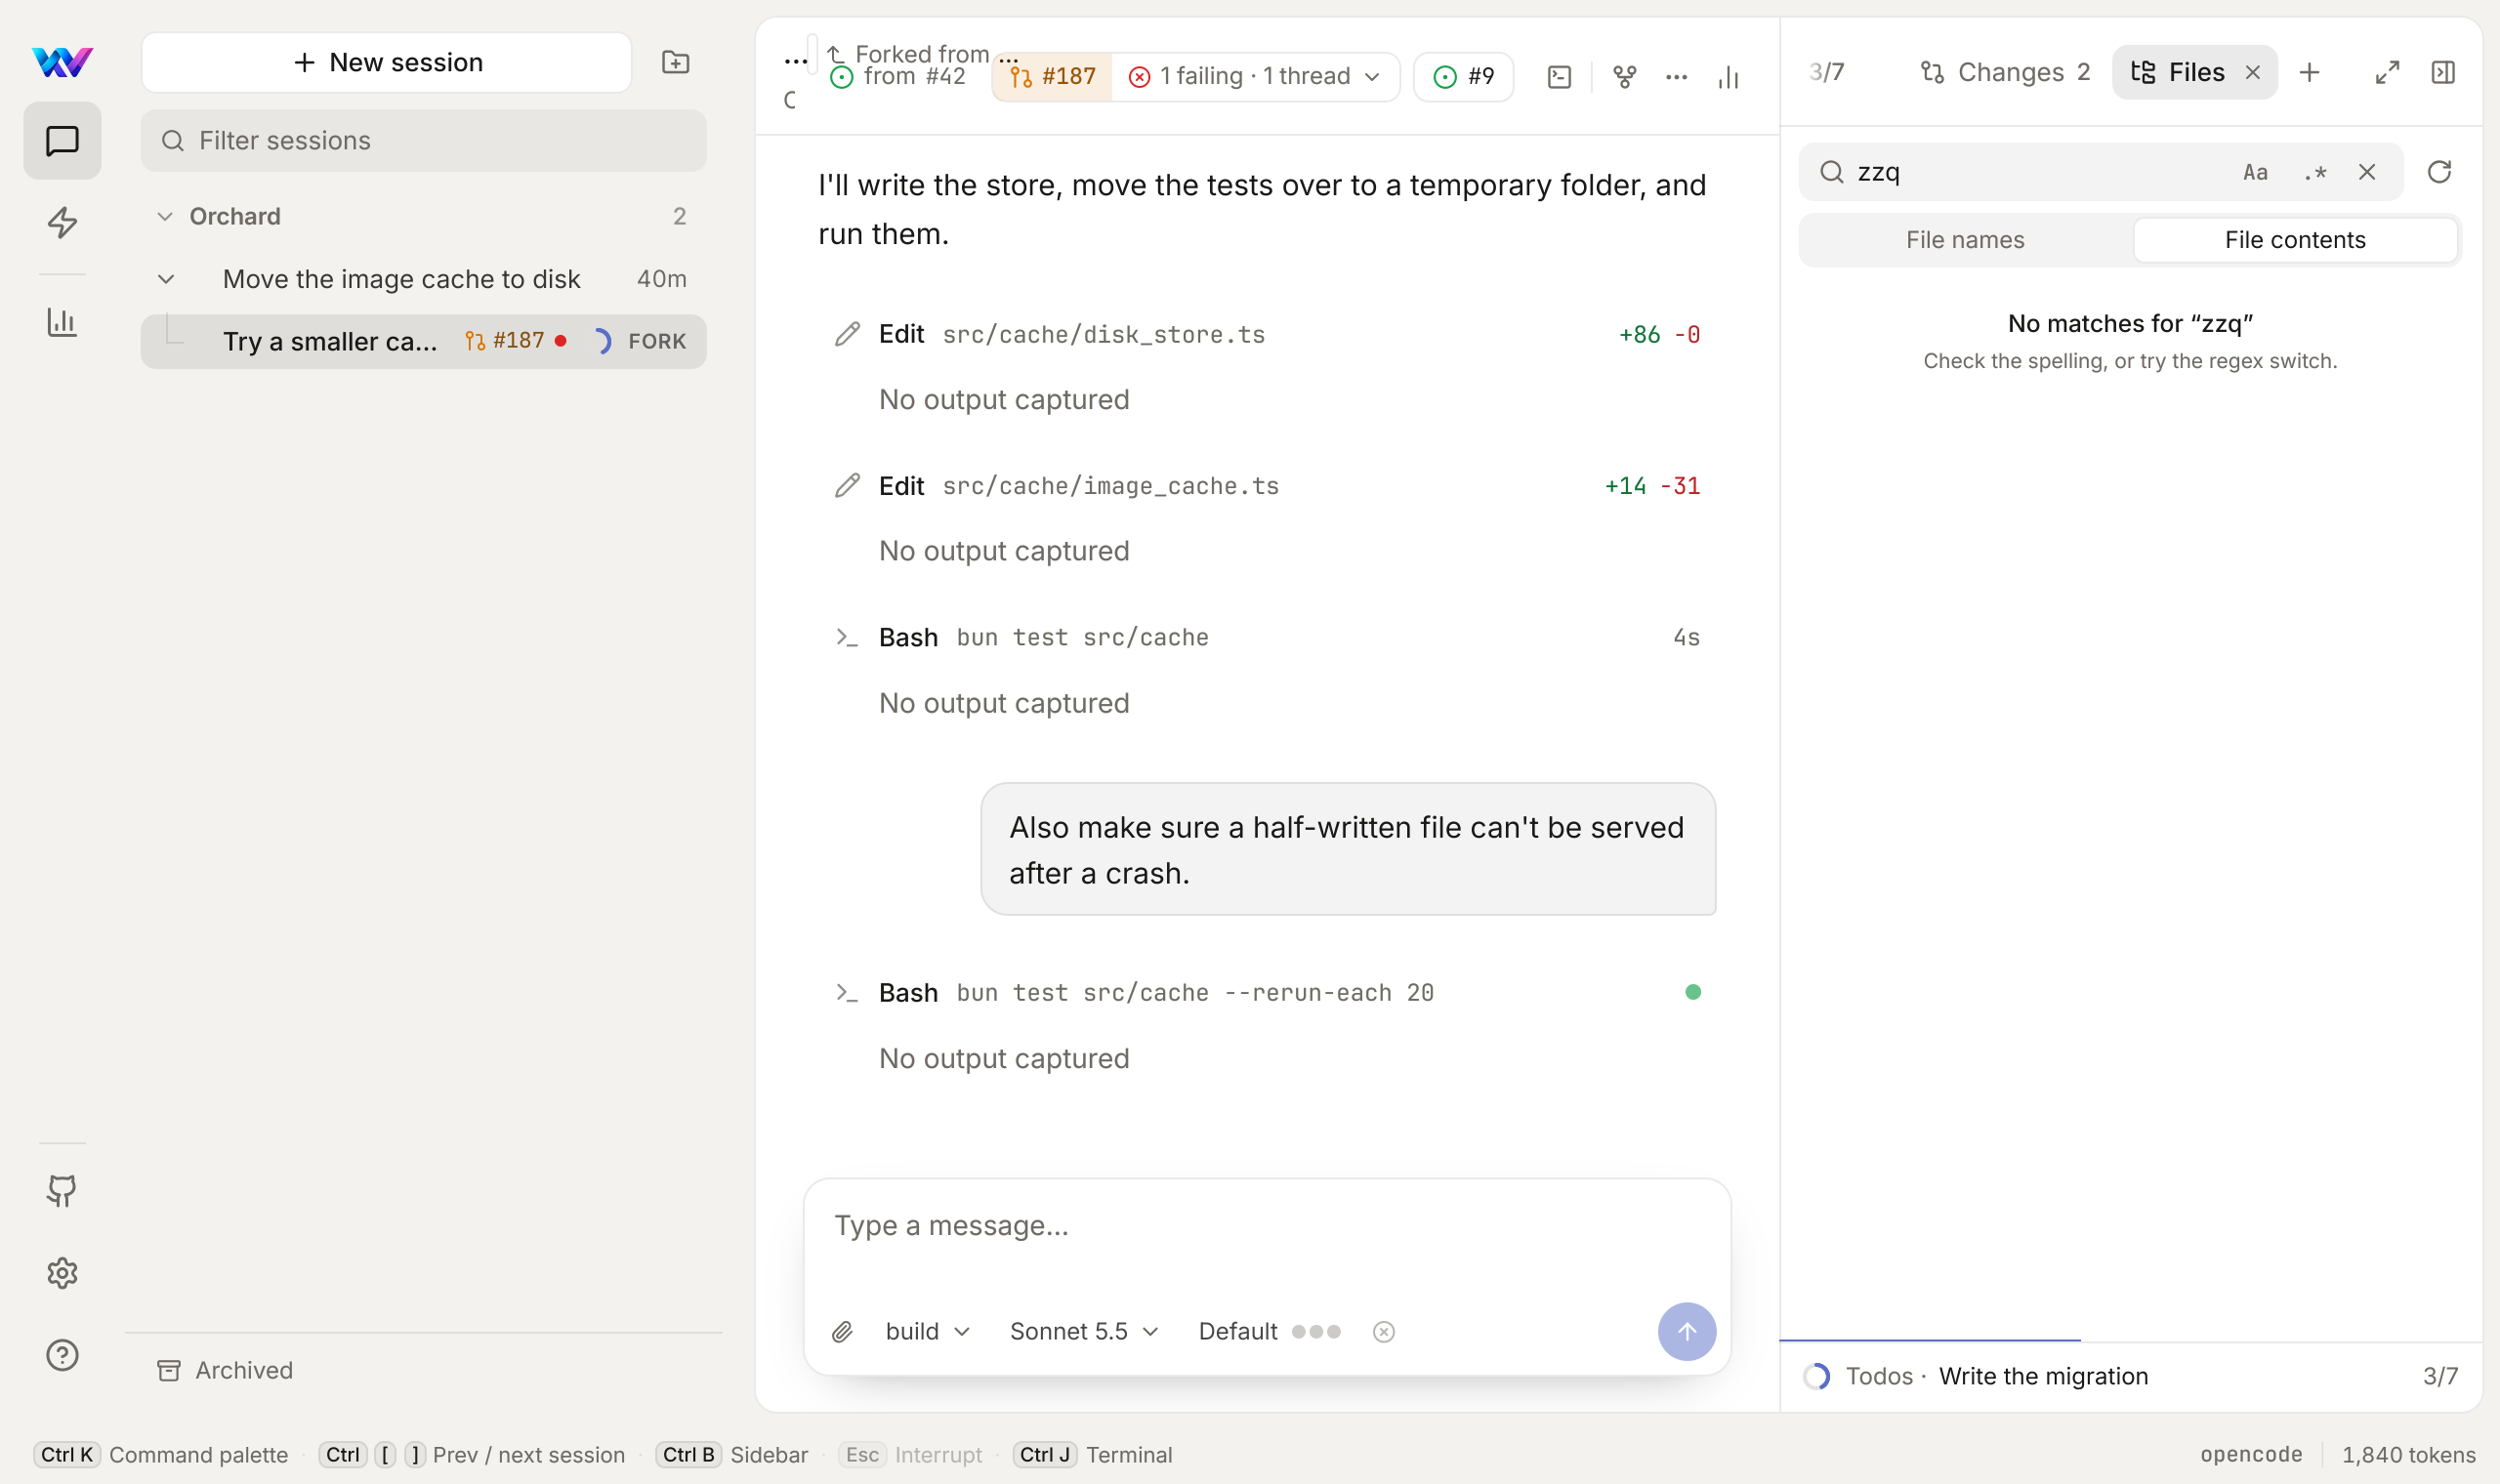 New session
Filter sessions
Orchard 2
Move the image cache to disk 40m
Try a smaller ca... #187 FORK
Archived
...
Forked from ...
from #42
#187 1 failing · 1 thread
#9
I'll write the store, move the tests over to a temporary folder, and
run them.
Edit src/cache/disk_store.ts +86 -0
No output captured
Edit src/cache/image_cache.ts +14 -31
No output captured
Bash bun test src/cache 4s
No output captured
Also make sure a half-written file can't be served
after a crash.
Bash bun test src/cache --rerun-each 20
No output captured
Type a message...
build Sonnet 5.5 Default
3/7 Changes 2 Files
zzq Aa .*
File names File contents
No matches for “zzq”
Check the spelling, or try the regex switch.
Todos · Write the migration 3/7
Ctrl K Command palette · Ctrl [ ] Prev / next session · Ctrl B Sidebar · Esc Interrupt · Ctrl J Terminal
opencode 1,840 tokens